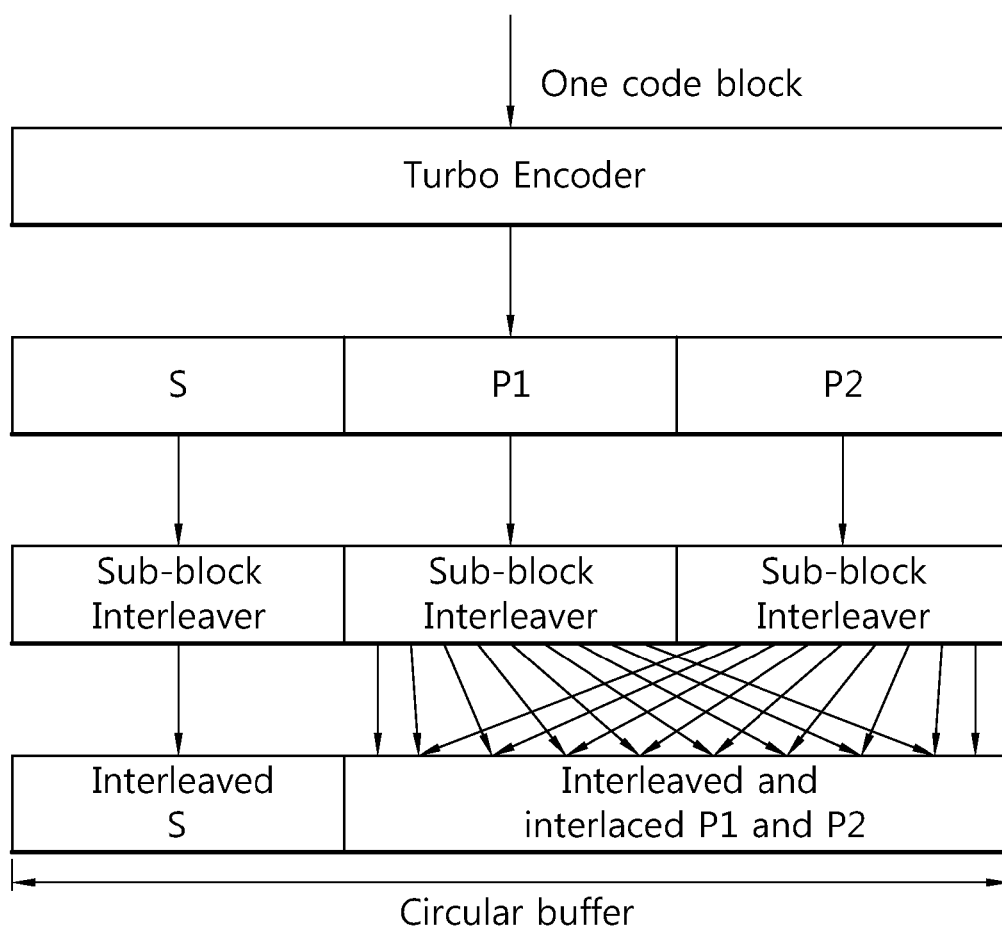 One code block
Turbo Encoder
S
P1
P2
Sub-block
Interleaver
Sub-block
Interleaver
Sub-block
Interleaver
Interleaved
S
Interleaved and
interlaced P1 and P2
Circular buffer